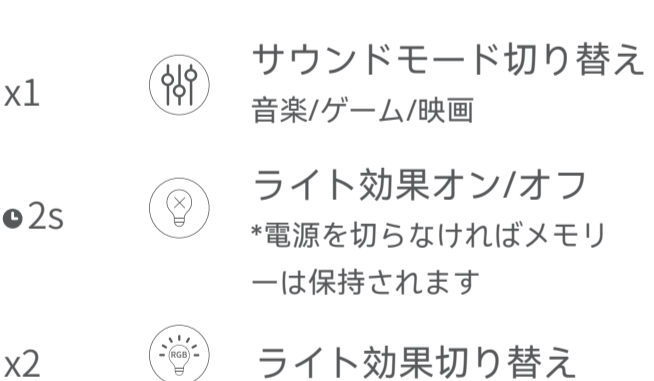 x1
サウンドモード切り替え
音楽/ゲーム/映画
2s
ライト効果オン/オフ
*電源を切らなければメモリ
ーは保持されます
x2
RGB
ライト効果切り替え